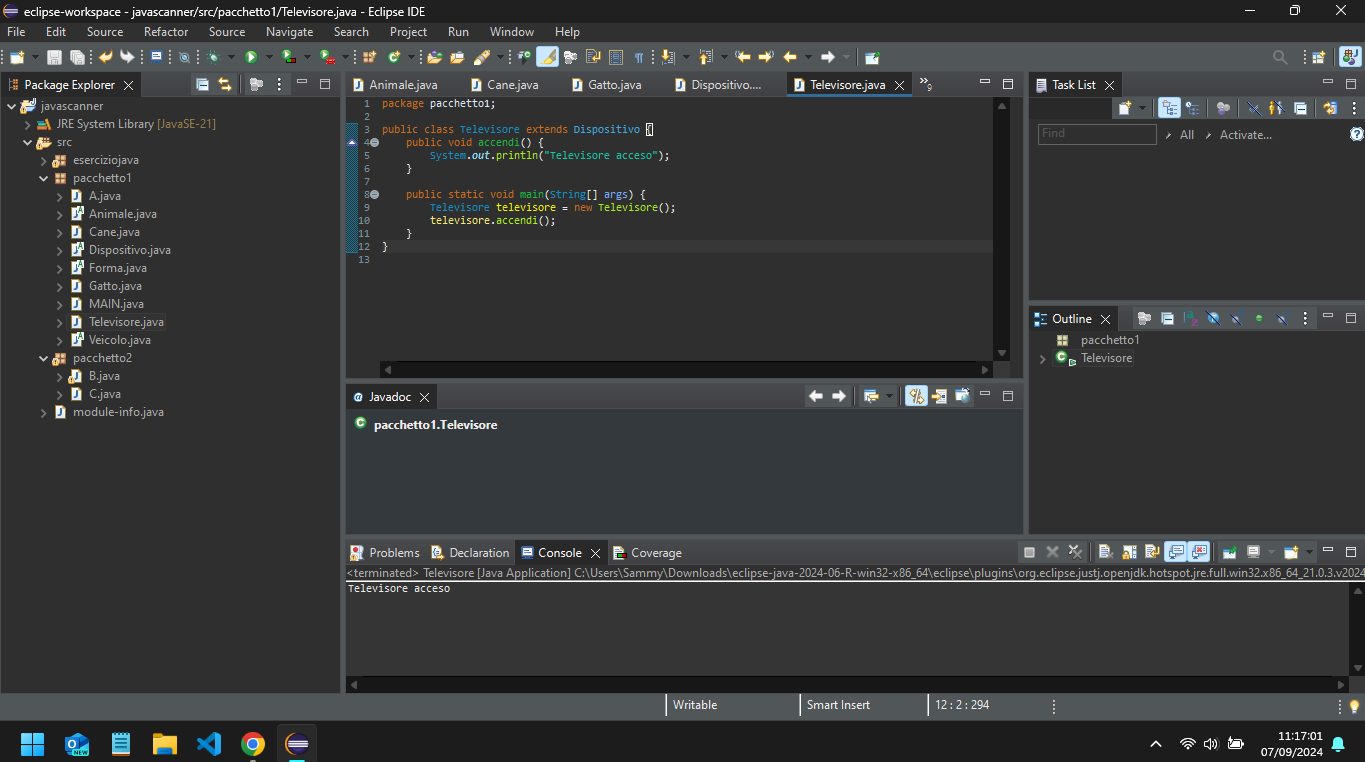 eclipse-workspace - javascanner/src/pacchetto1/Televisore.java - Eclipse IDE
File Edit Source Refactor Source Navigate Search Project Run Window Help
Package Explorer
javascanner
JRE System Library [JavaSE-21]
src
eserciziojava
pacchetto1
A.java
Animale.java
Cane.java
Dispositivo.java
Forma.java
Gatto.java
MAIN.java
Televisore.java
Veicolo.java
pacchetto2
B.java
C.java
module-info.java
Animale.java Cane.java Gatto.java Dispositivo.... Televisore.java »9
1 package pacchetto1;
2
3 public class Televisore extends Dispositivo {
4 public void accendi() {
5 System.out.println("Televisore acceso");
6 }
7
8 public static void main(String[] args) {
9 Televisore televisore = new Televisore();
10 televisore.accendi();
11 }
12 }
13
Javadoc
pacchetto1.Televisore
Task List
Find All Activate...
Outline
pacchetto1
Televisore
Problems Declaration Console Coverage
<terminated> Televisore [Java Application] C:\Users\Sammy\Downloads\eclipse-java-2024-06-R-win32-x86_64\eclipse\plugins\org.eclipse.justj.openjdk.hotspot.jre.full.win32.x86_64_21.0.3.v2024
Televisore acceso
Writable Smart Insert 12 : 2 : 294
NEW
11:17:01
07/09/2024